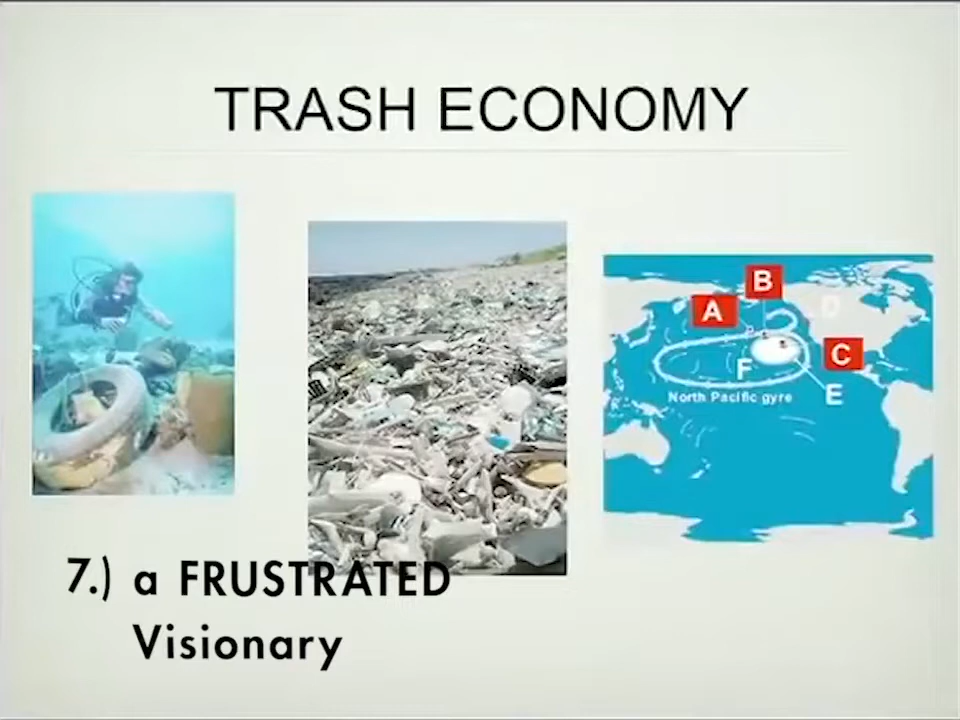 TRASH ECONOMY
B
A
D
C
F
E
North Pacific gyre
7.) a FRUSTRATED
Visionary